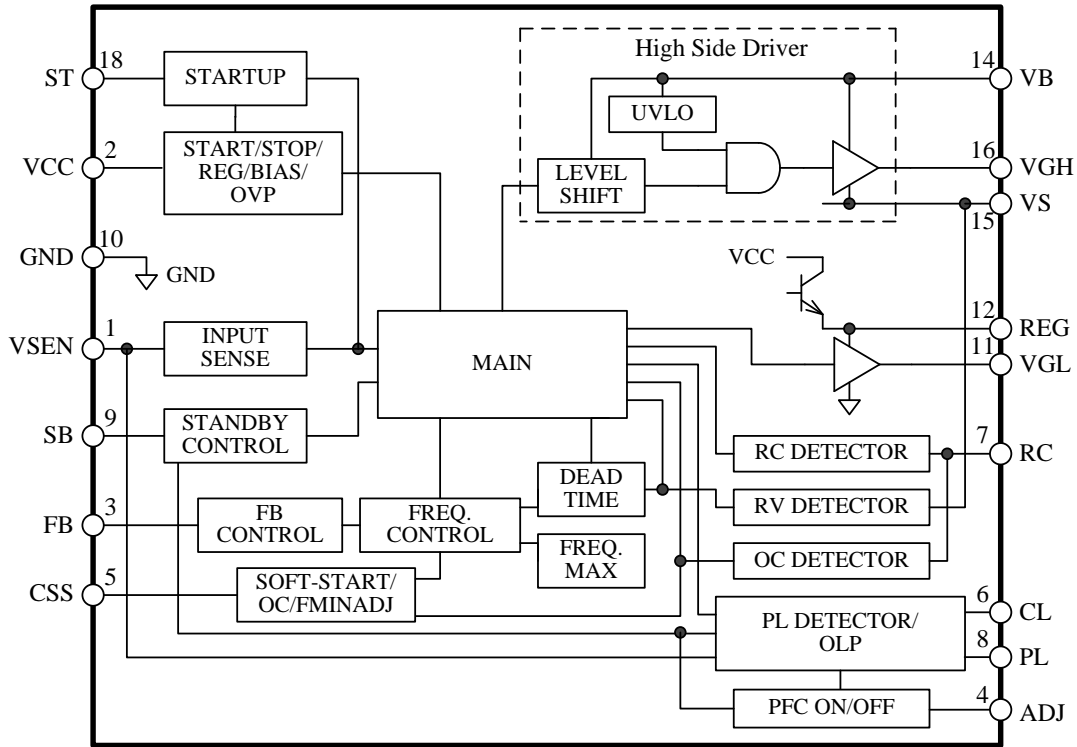 High Side Driver
18
ST
STARTUP
14
VB
UVLO
2
VCC
START/STOP/
REG/BIAS/
OVP
16
VGH
LEVEL
SHIFT
VS
15
10
GND
GND
VCC
12
REG
1
VSEN
INPUT
SENSE
MAIN
11
VGL
9
SB
STANDBY
CONTROL
7
RC
RC DETECTOR
DEAD
TIME
RV DETECTOR
3
FB
FB
CONTROL
FREQ.
CONTROL
FREQ.
MAX
OC DETECTOR
5
CSS
SOFT-START/
OC/FMINADJ
6
CL
PL DETECTOR/
OLP
8
PL
PFC ON/OFF
4
ADJ